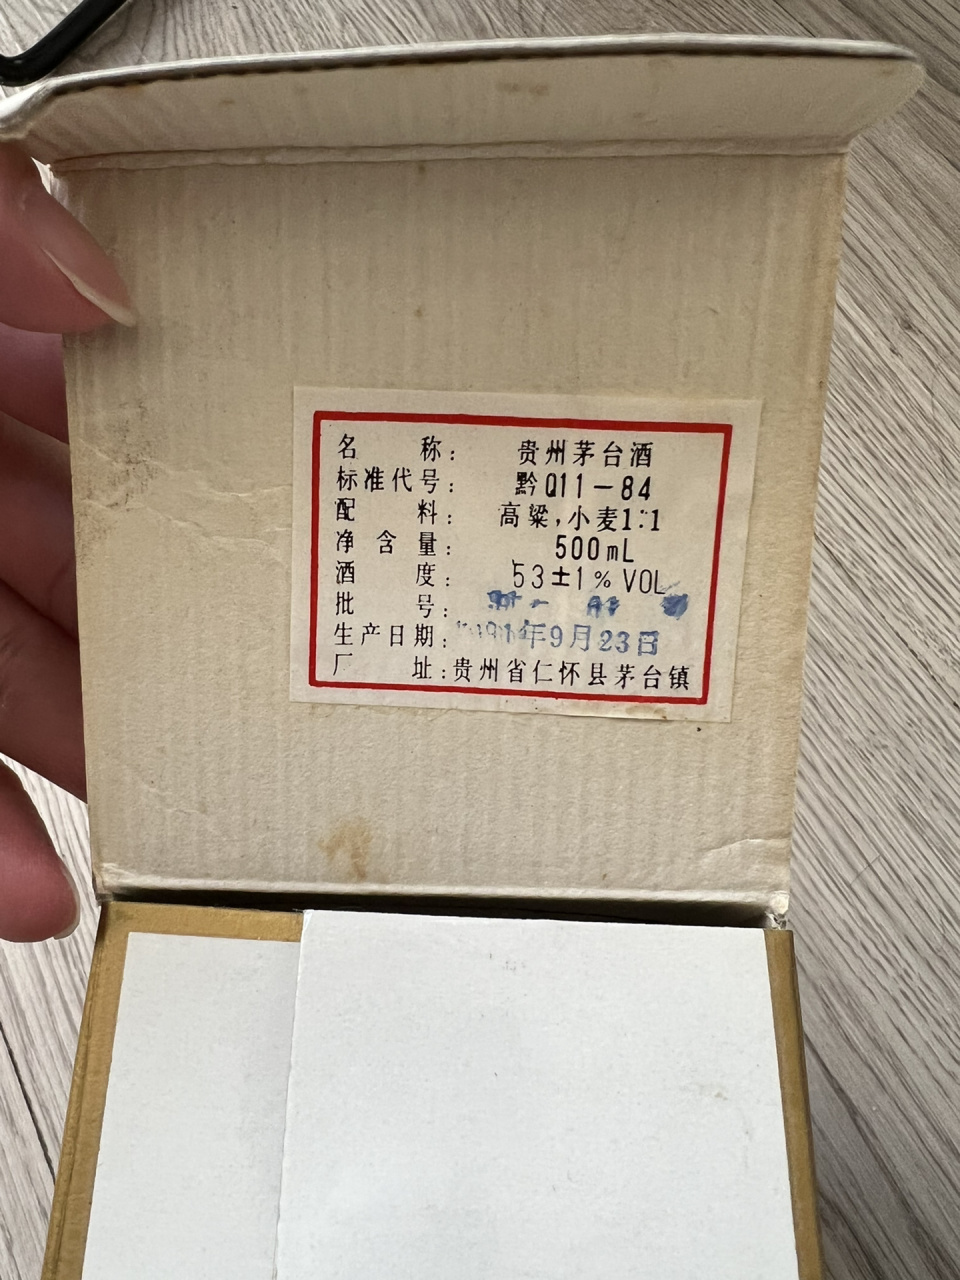 名 称： 贵州茅台酒
标准代号： 黔Q11-84
配 料： 高粱，小麦1:1
净含量： 500mL
酒 度： 53±1% VOL
批 号：
生产日期： 年9月23日
厂 址：贵州省仁怀县茅台镇